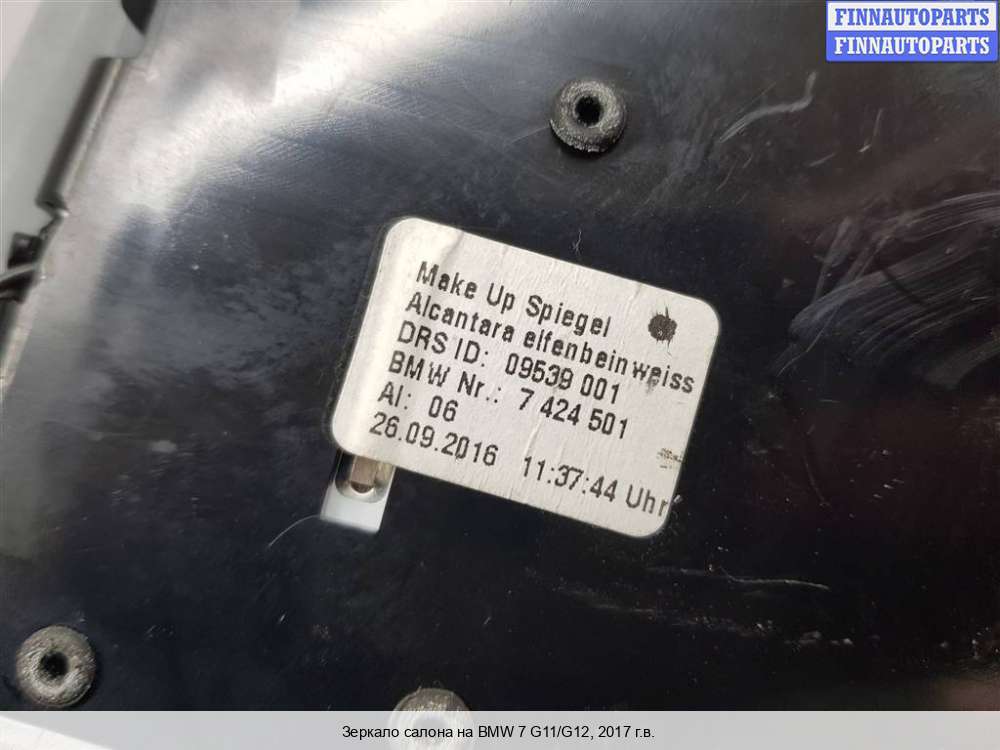 FINNAUTOPARTS
FINNAUTOPARTS
Make Up Spiegel
Alcantara elfenbeinweiss
DRS ID: 09539 001
BMW Nr.: 7 424 501
AI: 06
26.09.2016 11:37:44 Uhr
Зеркало салона на BMW 7 G11/G12, 2017 г.в.